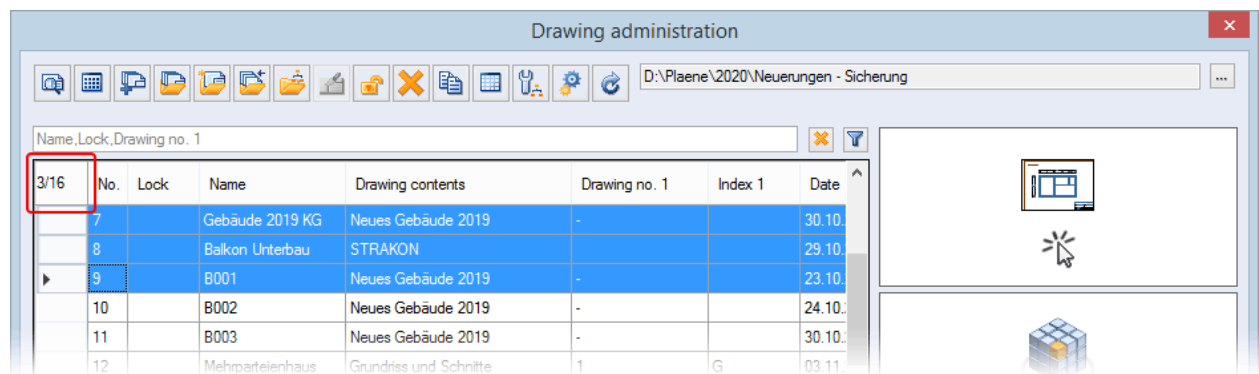 Drawing administration
D:\Plaene\2020\Neuerungen - Sicherung ...
Name,Lock,Drawing no. 1
3/16 No. Lock Name Drawing contents Drawing no. 1 Index 1 Date
7 Gebäude 2019 KG Neues Gebäude 2019 - 30.10.
8 Balkon Unterbau STRAKON 29.10.
9 B001 Neues Gebäude 2019 - 23.10.
10 B002 Neues Gebäude 2019 - 24.10.
11 B003 Neues Gebäude 2019 - 30.10.
12 Mehrparteienhaus Grundriss und Schnitte 1 G 03.11.